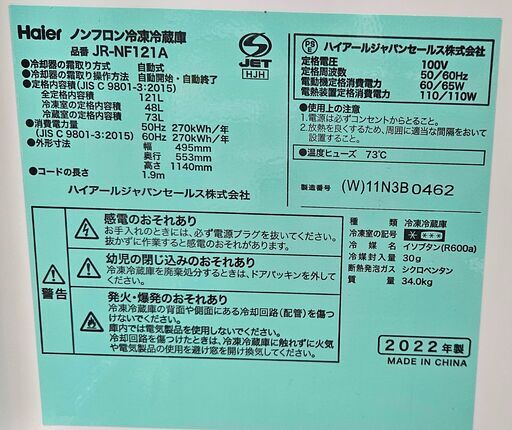 Haier ノンフロン冷凍冷蔵庫
品番 JR-NF121A
●冷却器の霜取り方式 自動式
●冷却器の霜取り操作方法 自動開始・自動終了
●定格内容積(JIS C 9801-3:2015)
全定格内容積 121L
冷凍室の定格内容積 48L
冷蔵室の定格内容積 73L
●消費電力量 50Hz 270kWh/年
(JIS C 9801-3:2015) 60Hz 270kWh/年
●外形寸法 幅 495mm
奥行 553mm
高さ 1140mm
●コードの長さ 1.9m
ハイアールジャパンセールス株式会社
S
JET
HJH
PS
E
ハイアールジャパンセールス株式会社
定格電圧 100V
定格周波数 50/60Hz
電動機定格消費電力 60/65W
電熱装置定格消費電力 110/110W
●使用上の注意
1.電源は必ずコンセントからとること。
2.放熱を良くするため、周囲に適当な間隔をおいて
設置すること。
●温度ヒューズ 73℃
製造番号 (W)11N3B0462
警告
感電のおそれあり
お手入れのときには、必ず電源プラグを抜いてください。
抜かずに作業すると感電のおそれがあります。
幼児の閉じ込みのおそれあり
冷凍冷蔵庫を廃棄処分するときは、ドアパッキンを外して
ください。
発火・爆発のおそれあり
冷凍冷蔵庫の背面や側面にある冷却回路(配管)を傷つ
けないでください。
庫内では電気製品を使用しないでください。
冷却回路を傷つけたときは、冷凍冷蔵庫に触れずに火気
や電気製品の使用を避け窓を開け換気してください。
種類 冷凍冷蔵庫
冷凍室の記号 * ***
冷媒名 イソブタン(R600a)
冷媒封入量 30g
断熱発泡ガス シクロペンタン
質量 34.0kg
2022年製
MADE IN CHINA